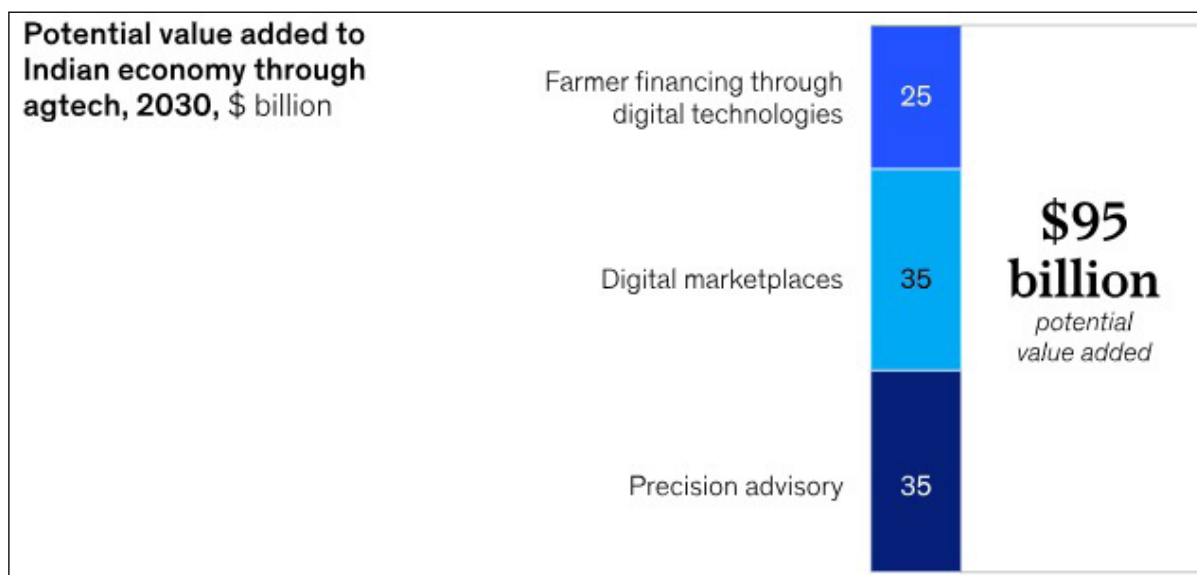 Potential value added to
Indian economy through
agtech, 2030, $ billion
Farmer financing through
digital technologies
25
Digital marketplaces
35
Precision advisory
35
$95
billion
potential
value added